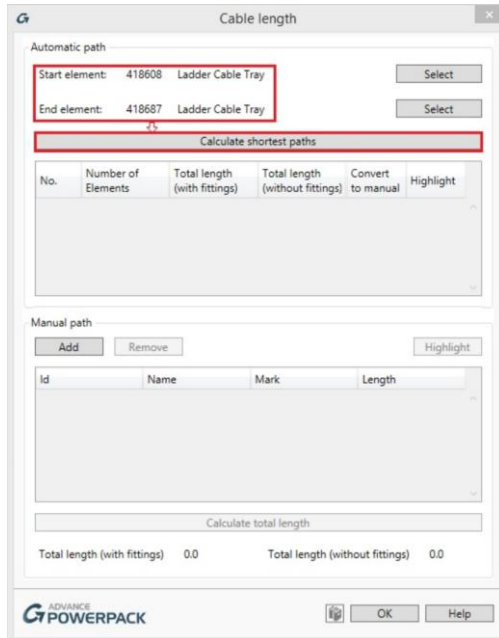 Cable length
Automatic path
Start element: 418608 Ladder Cable Tray Select
End element: 418687 Ladder Cable Tray Select
Calculate shortest paths
No. Number of Elements Total length (with fittings) Total length (without fittings) Convert to manual Highlight
Manual path
Add Remove Highlight
Id Name Mark Length
Calculate total length
Total length (with fittings) 0.0 Total length (without fittings) 0.0
ADVANCE
POWERPACK
OK Help